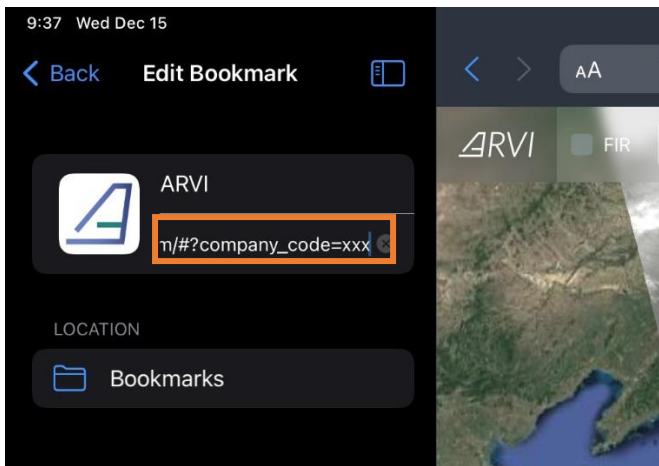 9:37 Wed Dec 15
Back Edit Bookmark
AA
ARVI FIR
ARVI
m/#?company_code=xxx
LOCATION
Bookmarks